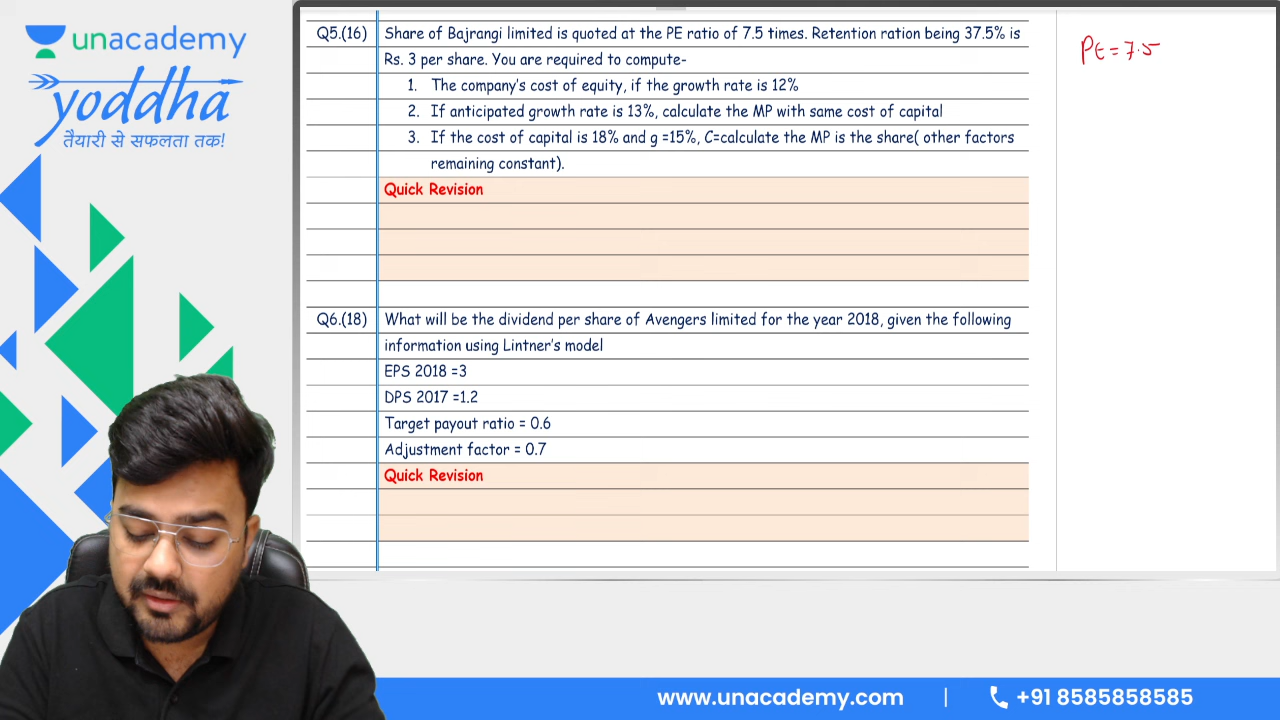 unacademy
yoddha
तैयारी से सफलता तक!
Q5.(16) Share of Bajrangi limited is quoted at the PE ratio of 7.5 times. Retention ration being 37.5% is
Rs. 3 per share. You are required to compute-
1. The company's cost of equity, if the growth rate is 12%
2. If anticipated growth rate is 13%, calculate the MP with same cost of capital
3. If the cost of capital is 18% and g =15%, C=calculate the MP is the share( other factors
remaining constant).
Quick Revision
PE = 7.5
Q6.(18) What will be the dividend per share of Avengers limited for the year 2018, given the following
information using Lintner's model
EPS 2018 =3
DPS 2017 =1.2
Target payout ratio = 0.6
Adjustment factor = 0.7
Quick Revision
www.unacademy.com | +91 8585858585